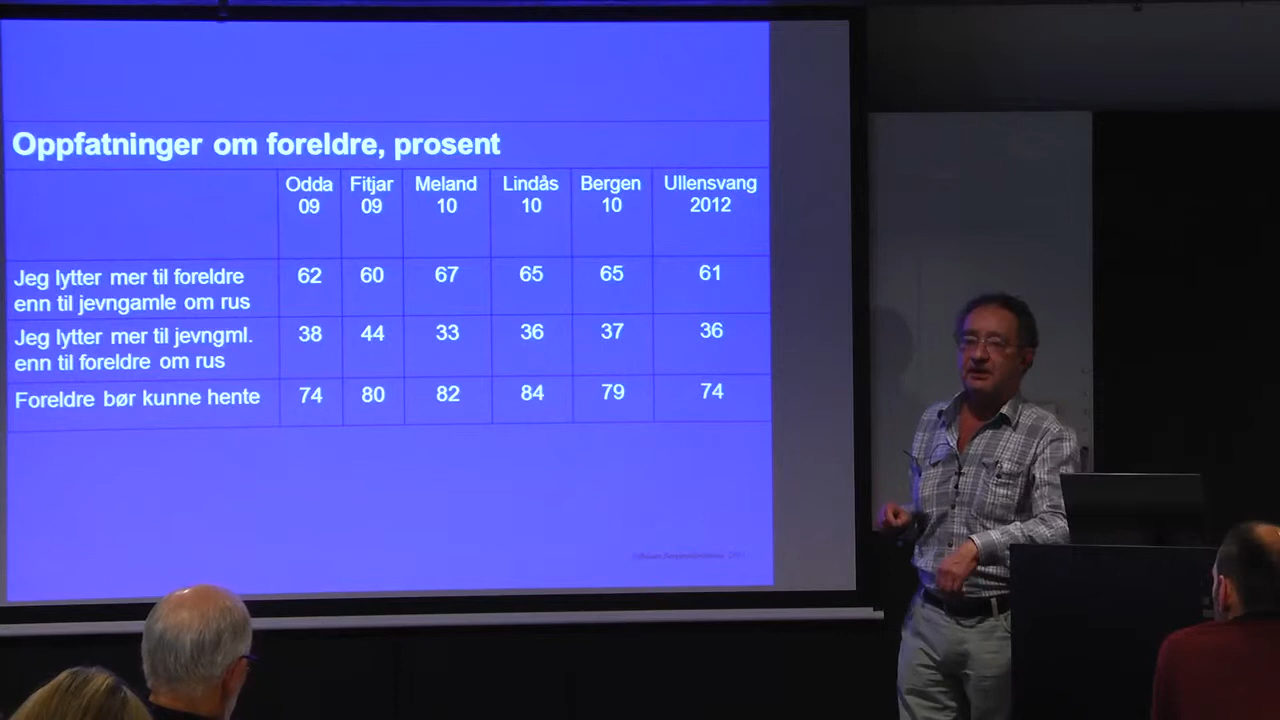 Oppfatninger om foreldre, prosent
Odda Fitjar Meland Lindås Bergen Ullensvang
09 09 10 10 10 2012
Jeg lytter mer til foreldre
enn til jevngamle om rus
62 60 67 65 65 61
Jeg lytter mer til jevngml.
enn til foreldre om rus
38 44 33 36 37 36
Foreldre bør kunne hente 74 80 82 84 79 74